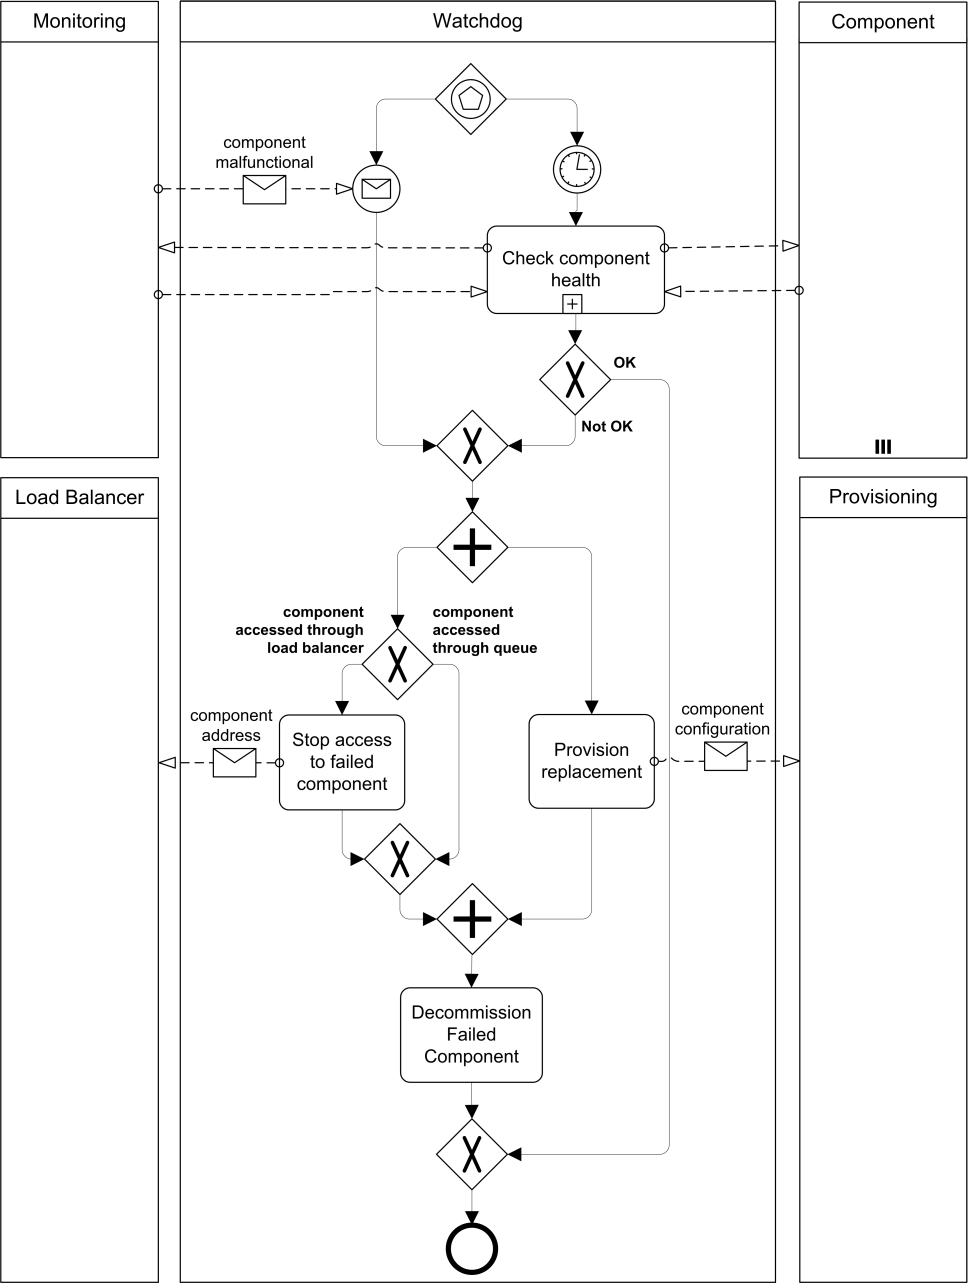 Monitoring
Watchdog
Component
component
malfunctional
Check component
health
OK
Not OK
Load Balancer
Provisioning
component
accessed through
load balancer
component
accessed
through queue
component
address
Stop access
to failed
component
Provision
replacement
component
configuration
Decommission
Failed
Component